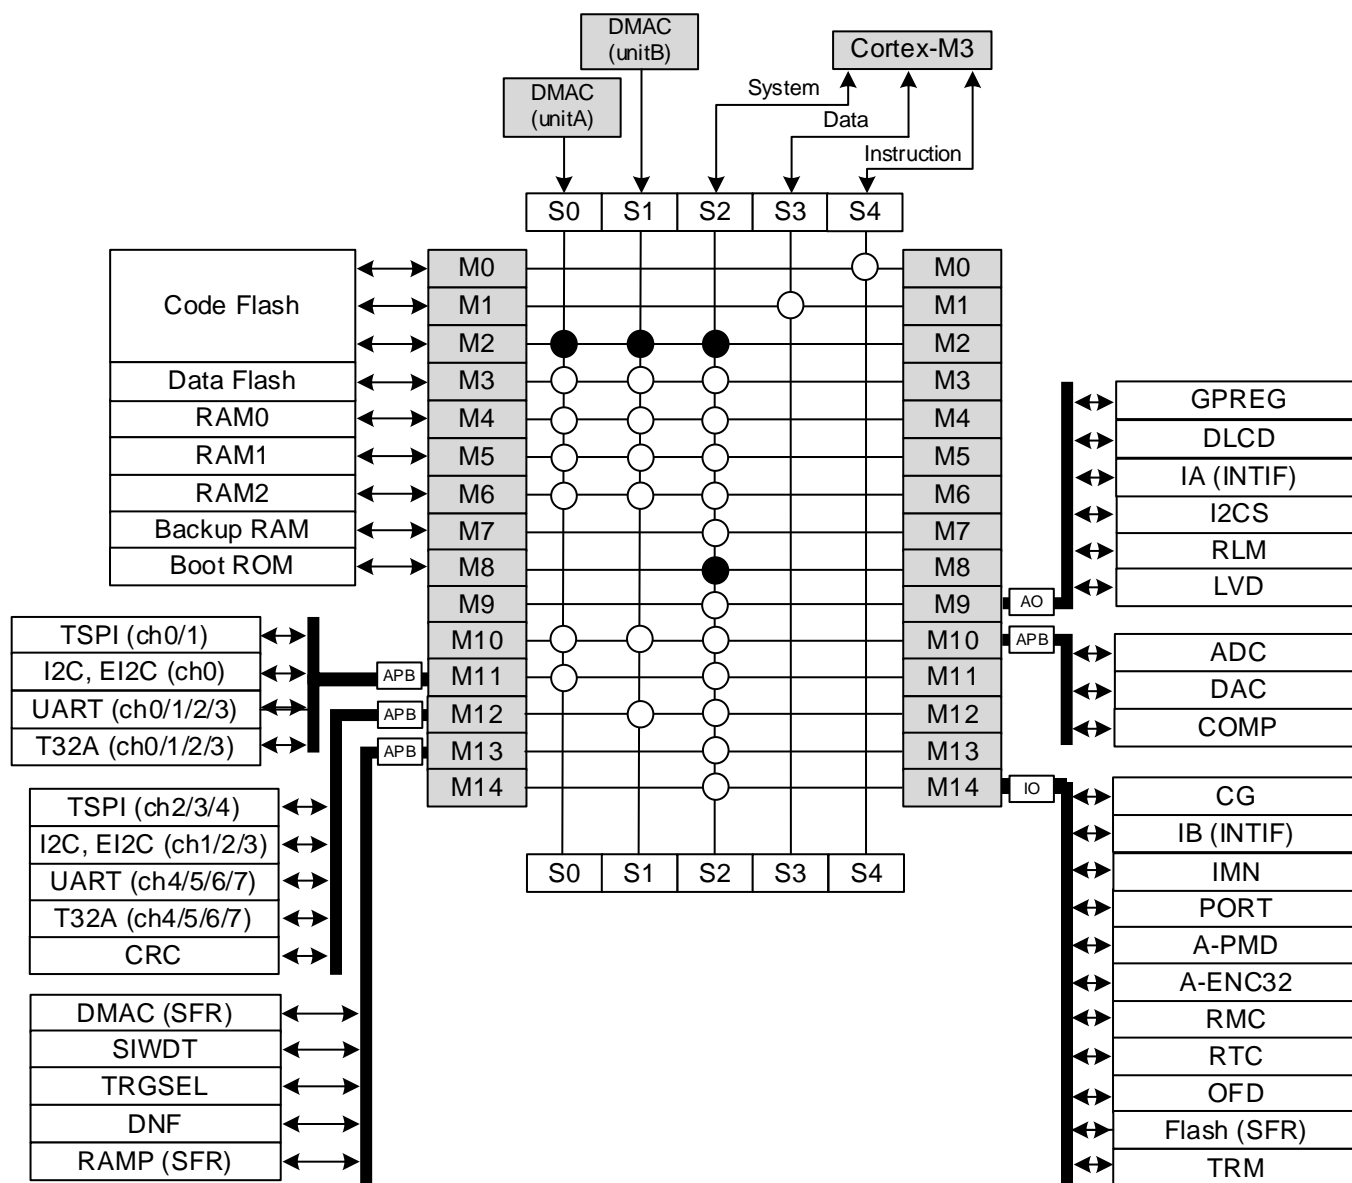 DMAC
(unitB)
Cortex-M3
DMAC
(unitA)
System
Data
Instruction
S0 S1 S2 S3 S4
M0 M0
Code Flash
M1 M1
M2 M2
Data Flash M3 M3
RAM0 M4 M4
RAM1 M5 M5
RAM2 M6 M6
Backup RAM M7 M7
Boot ROM M8 M8
M9 M9 AO
M10 M10 APB
APB M11 M11
APB M12 M12
APB M13 M13
M14 M14 IO
S0 S1 S2 S3 S4
TSPI (ch0/1)
I2C, EI2C (ch0)
UART (ch0/1/2/3)
T32A (ch0/1/2/3)
TSPI (ch2/3/4)
I2C, EI2C (ch1/2/3)
UART (ch4/5/6/7)
T32A (ch4/5/6/7)
CRC
DMAC (SFR)
SIWDT
TRGSEL
DNF
RAMP (SFR)
GPREG
DLCD
IA (INTIF)
I2CS
RLM
LVD
ADC
DAC
COMP
CG
IB (INTIF)
IMN
PORT
A-PMD
A-ENC32
RMC
RTC
OFD
Flash (SFR)
TRM